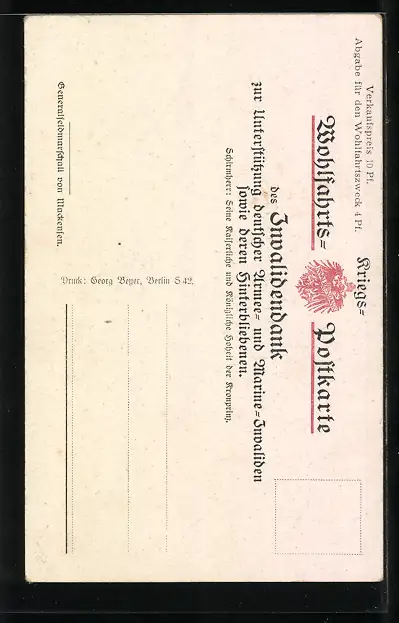 Verkaufspreis 10 Pf.
Abgabe für den Wohlfahrtszweck 4 Pf.
Kriegs=
Wohlfahrts= Postkarte
des Invalidendank
zur Unterstützung deutscher Armee= und Marine=Invaliden
sowie deren Hinterbliebenen.
Schirmherr: Seine Kaiserliche und Königliche Hoheit der Kronprinz.
Druck: Georg Beyer, Berlin S 42.
Generalfeldmarschall von Mackensen.